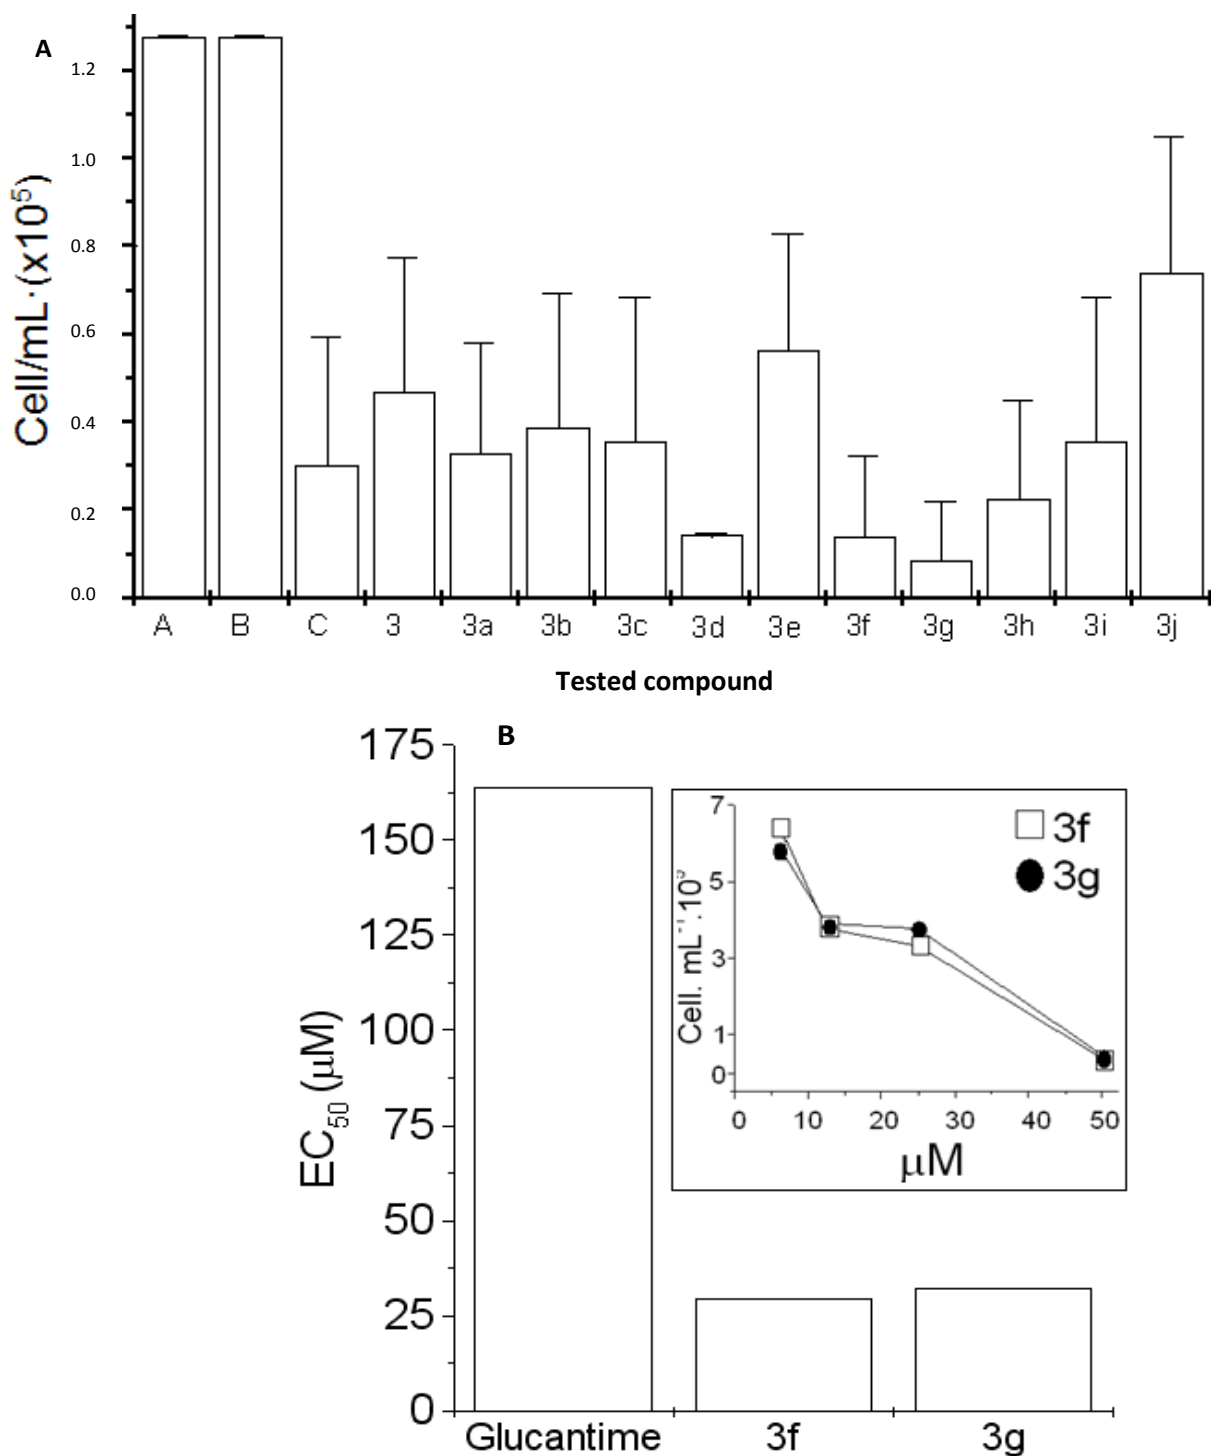 A
Cell/mL·(x10⁵)
1.2
1.0
0.8
0.6
0.4
0.2
0.0
A B C 3 3a 3b 3c 3d 3e 3f 3g 3h 3i 3j
Tested compound
B
EC₅₀ (μM)
175
150
125
100
75
50
25
0
Glucantime 3f 3g
3f
3g
Cell. mL⁻¹.10
7
5
3
1
0
0 10 20 30 40 50
μM